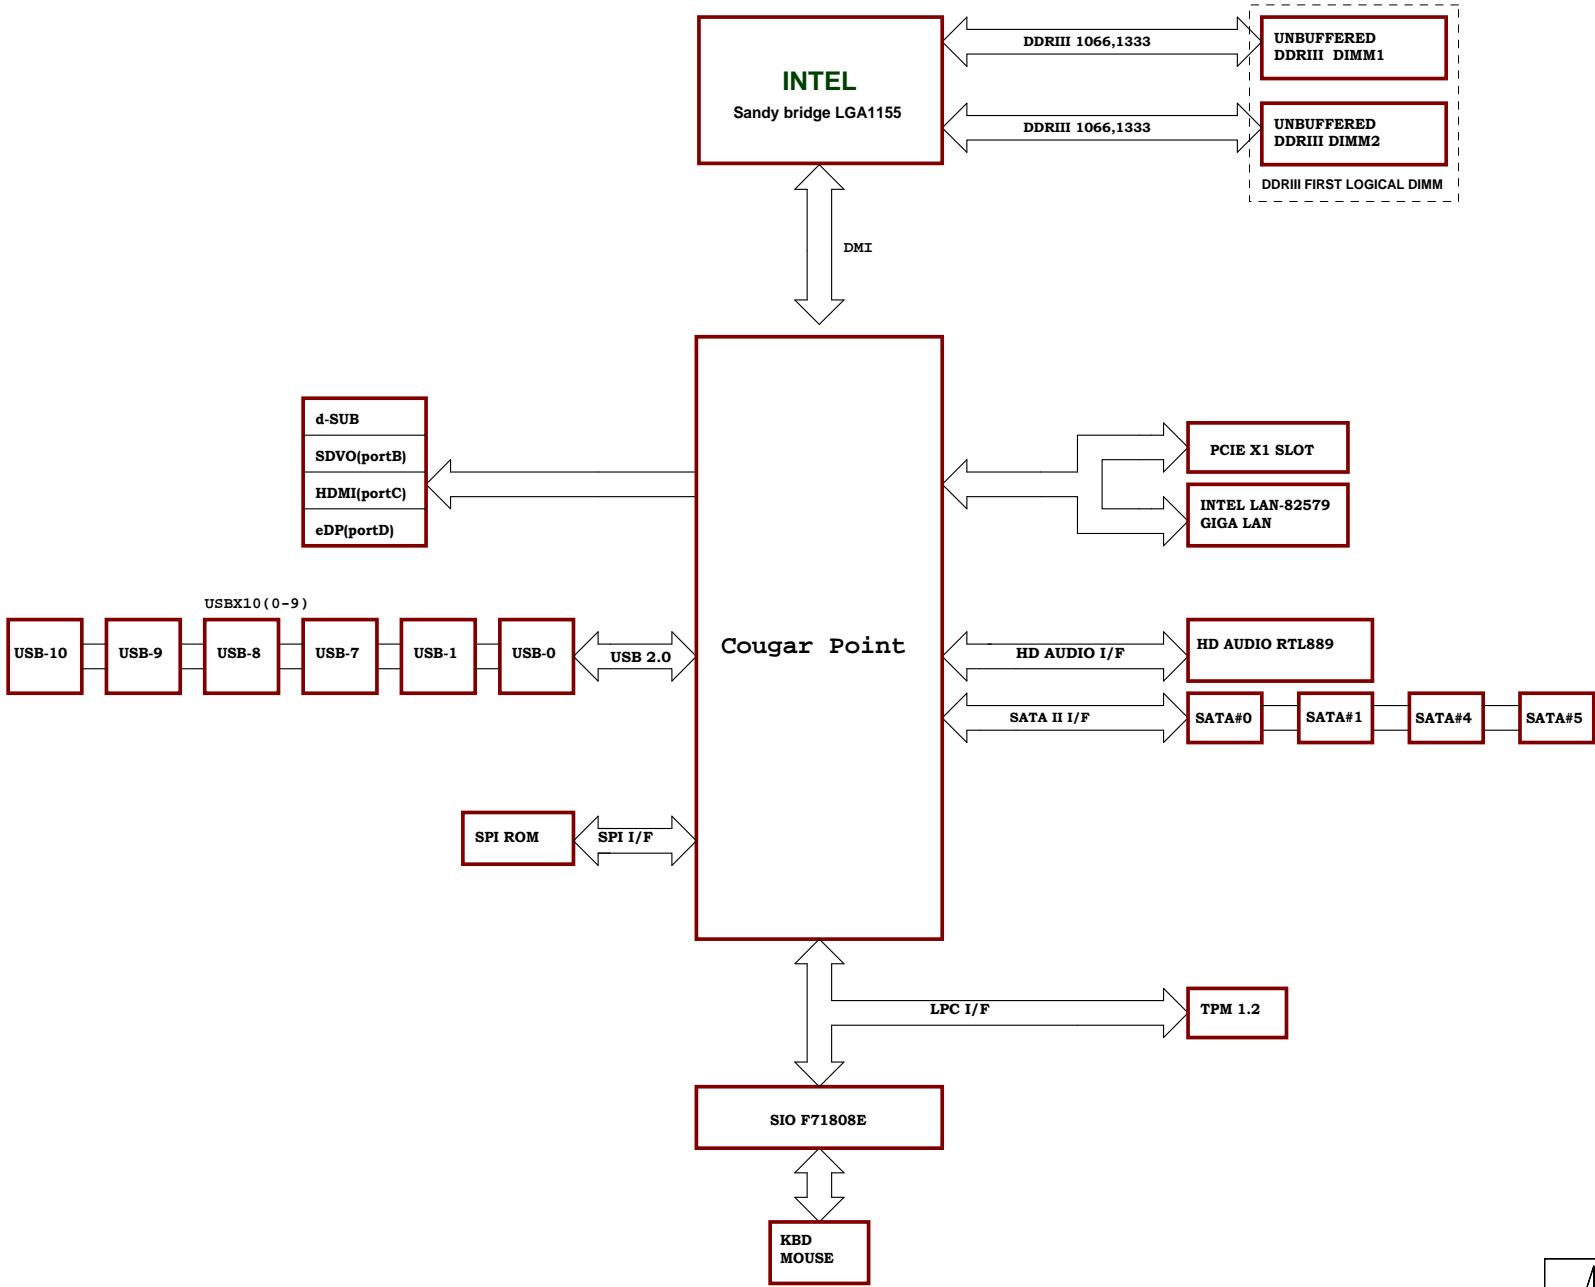 INTEL
Sandy bridge LGA1155
DDRIII 1066,1333
UNBUFFERED
DDRIII DIMM1
DDRIII 1066,1333
UNBUFFERED
DDRIII DIMM2
DDRIII FIRST LOGICAL DIMM
DMI
d-SUB
SDVO(portB)
HDMI(portC)
eDP(portD)
PCIE X1 SLOT
INTEL LAN-82579
GIGA LAN
USBX10(0-9)
USB-10
USB-9
USB-8
USB-7
USB-1
USB-0
USB 2.0
Cougar Point
HD AUDIO I/F
HD AUDIO RTL889
SATA II I/F
SATA#0
SATA#1
SATA#4
SATA#5
SPI ROM
SPI I/F
LPC I/F
TPM 1.2
SIO F71808E
KBD
MOUSE